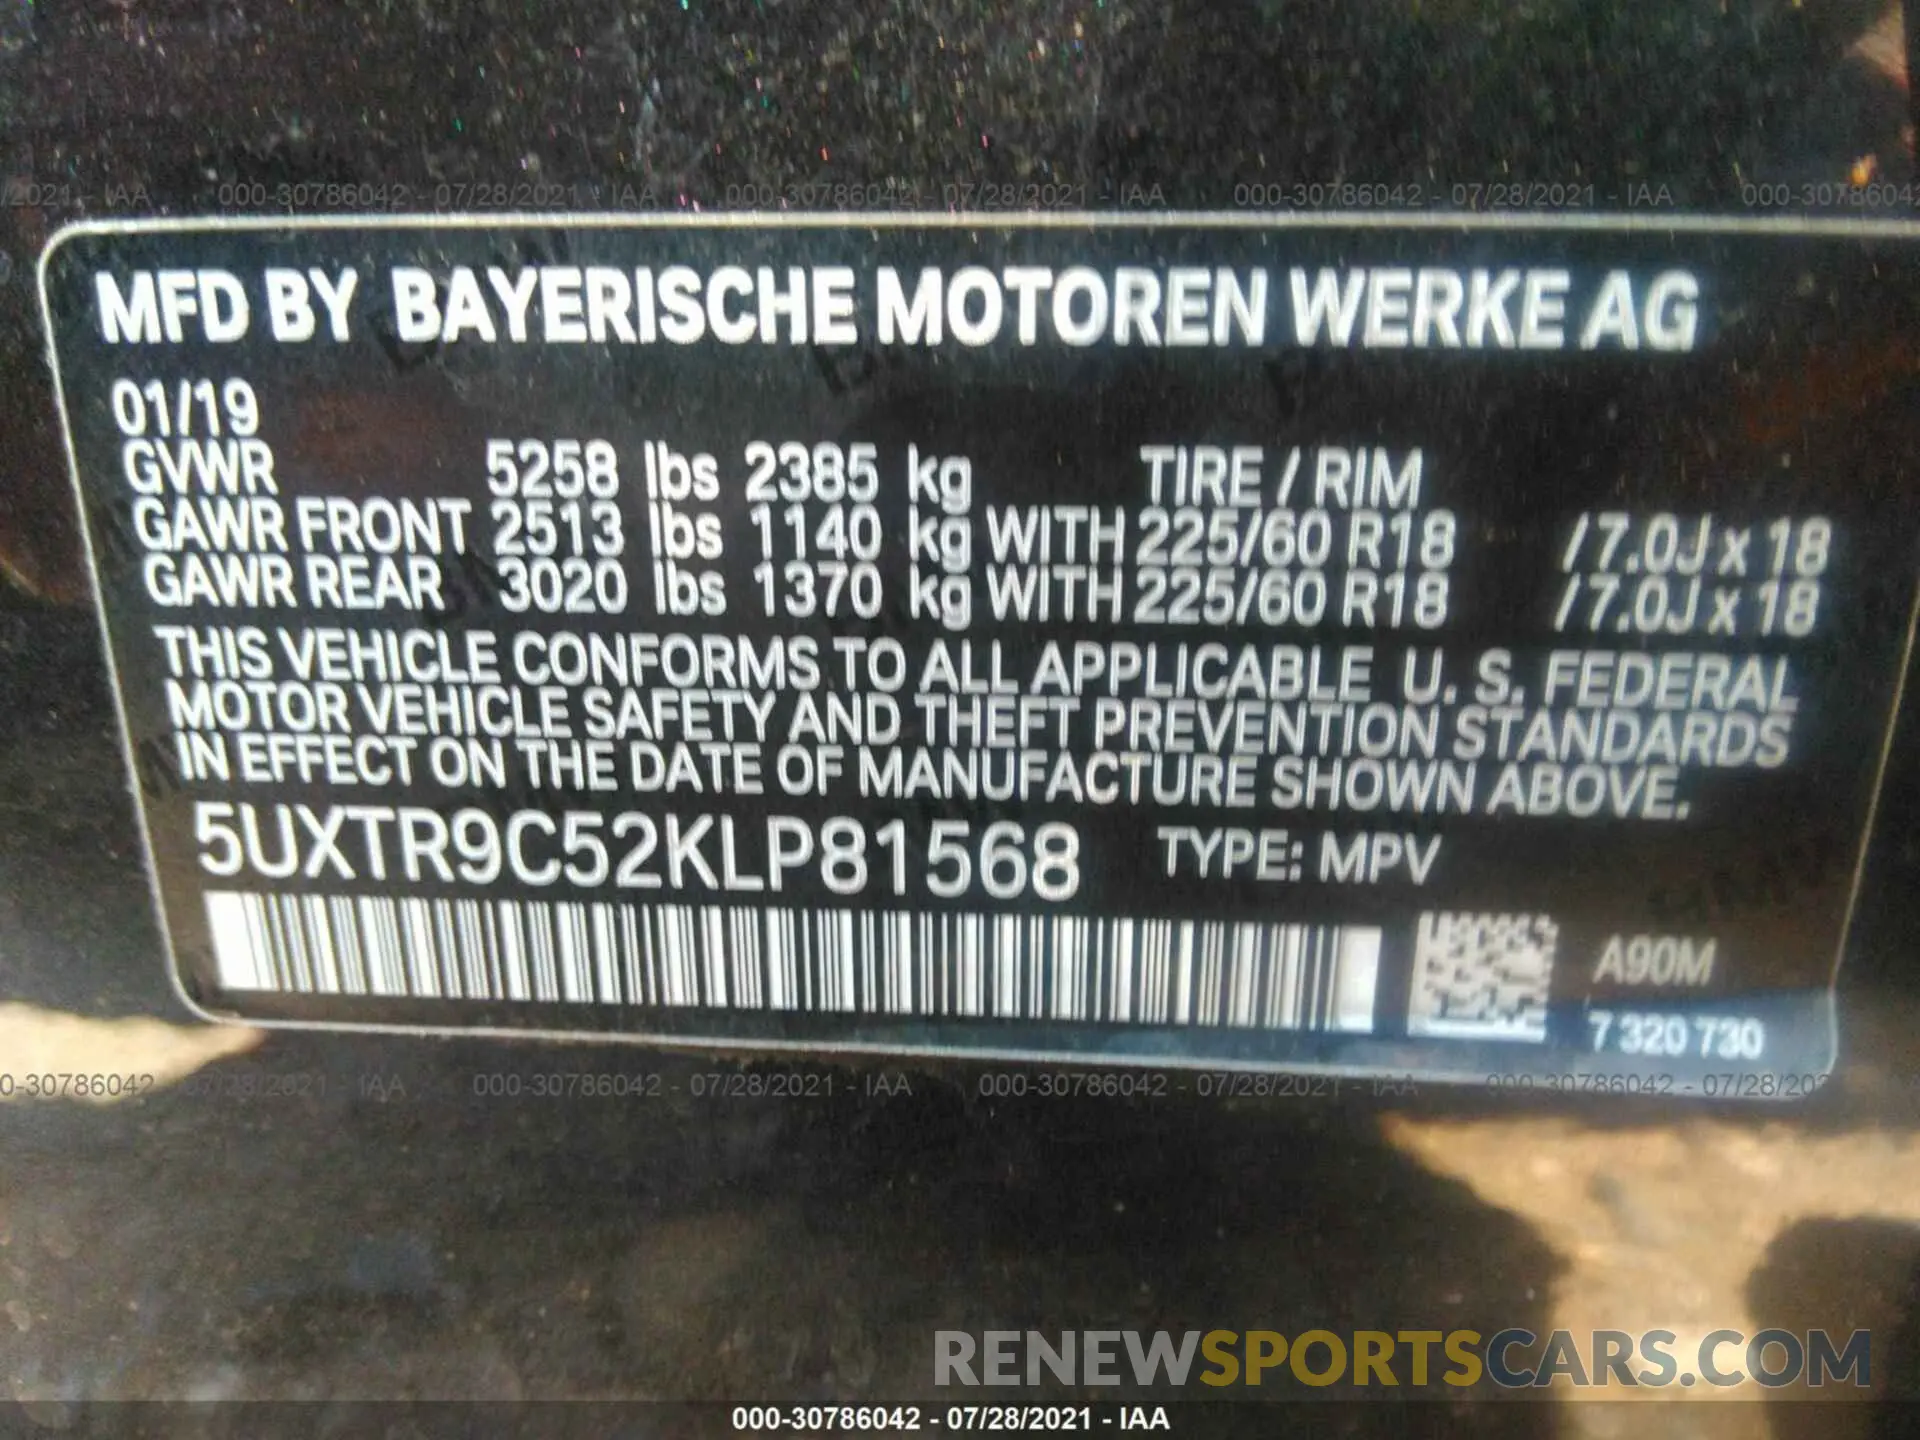 /2021 - IAA 000-30786042 - 07/28/2021 - IAA 000-30786042 - 07/28/2021 - IAA 000-30786042 - 07/28/2021 - IAA 000-3078604
MFD BY BAYERISCHE MOTOREN WERKE AG
01/19
GVWR 5258 lbs 2385 kg TIRE / RIM
GAWR FRONT 2513 lbs 1140 kg WITH 225/60 R18 / 7.0J x 18
GAWR REAR 3020 lbs 1370 kg WITH 225/60 R18 / 7.0J x 18
THIS VEHICLE CONFORMS TO ALL APPLICABLE U. S. FEDERAL
MOTOR VEHICLE SAFETY AND THEFT PREVENTION STANDARDS
IN EFFECT ON THE DATE OF MANUFACTURE SHOWN ABOVE.
5UXTR9C52KLP81568 TYPE: MPV
A90M
7 320 730
0-30786042 - 07/28/2021 - IAA 000-30786042 - 07/28/2021 - IAA 000-30786042 - 07/28/2021 - IAA 000-30786042 - 07/28/202
RENEWSPORTSCARS.COM
000-30786042 - 07/28/2021 - IAA